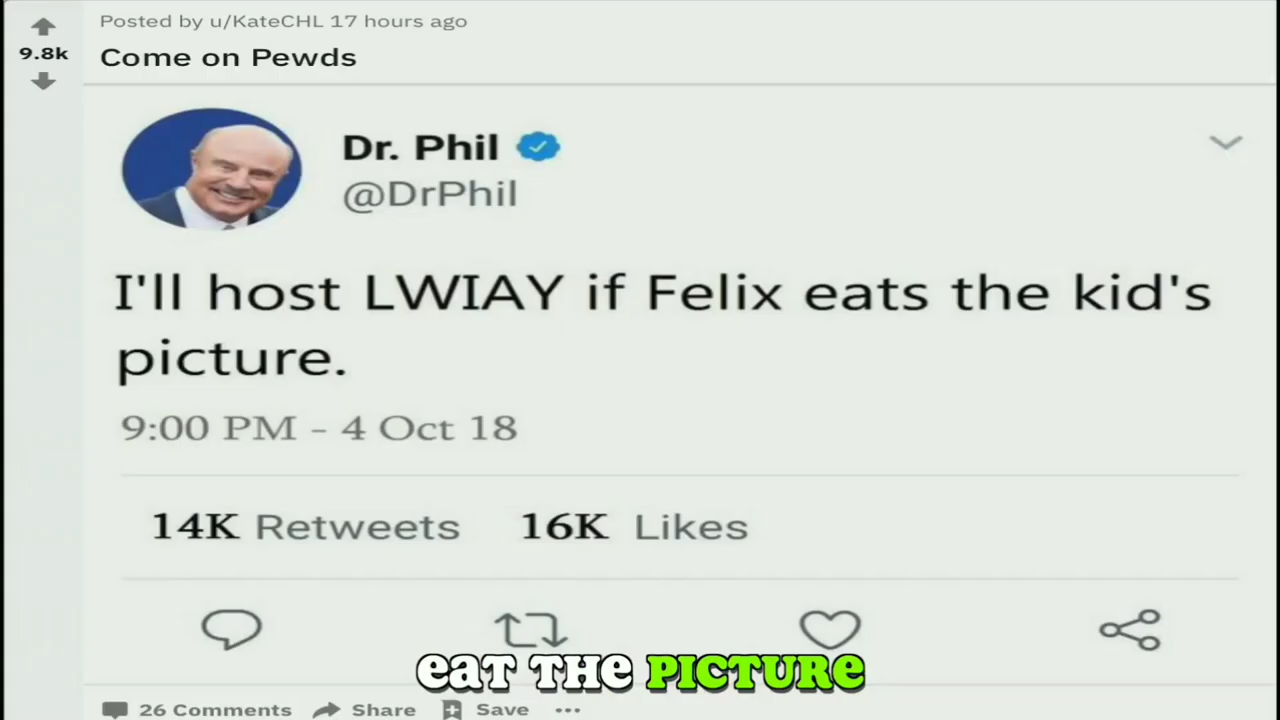 Posted by u/KateCHL 17 hours ago
9.8k
Come on Pewds
Dr. Phil
@DrPhil
I'll host LWIAY if Felix eats the kid's
picture.
9:00 PM - 4 Oct 18
14K Retweets 16K Likes
eat THE PICTURE
26 Comments Share Save